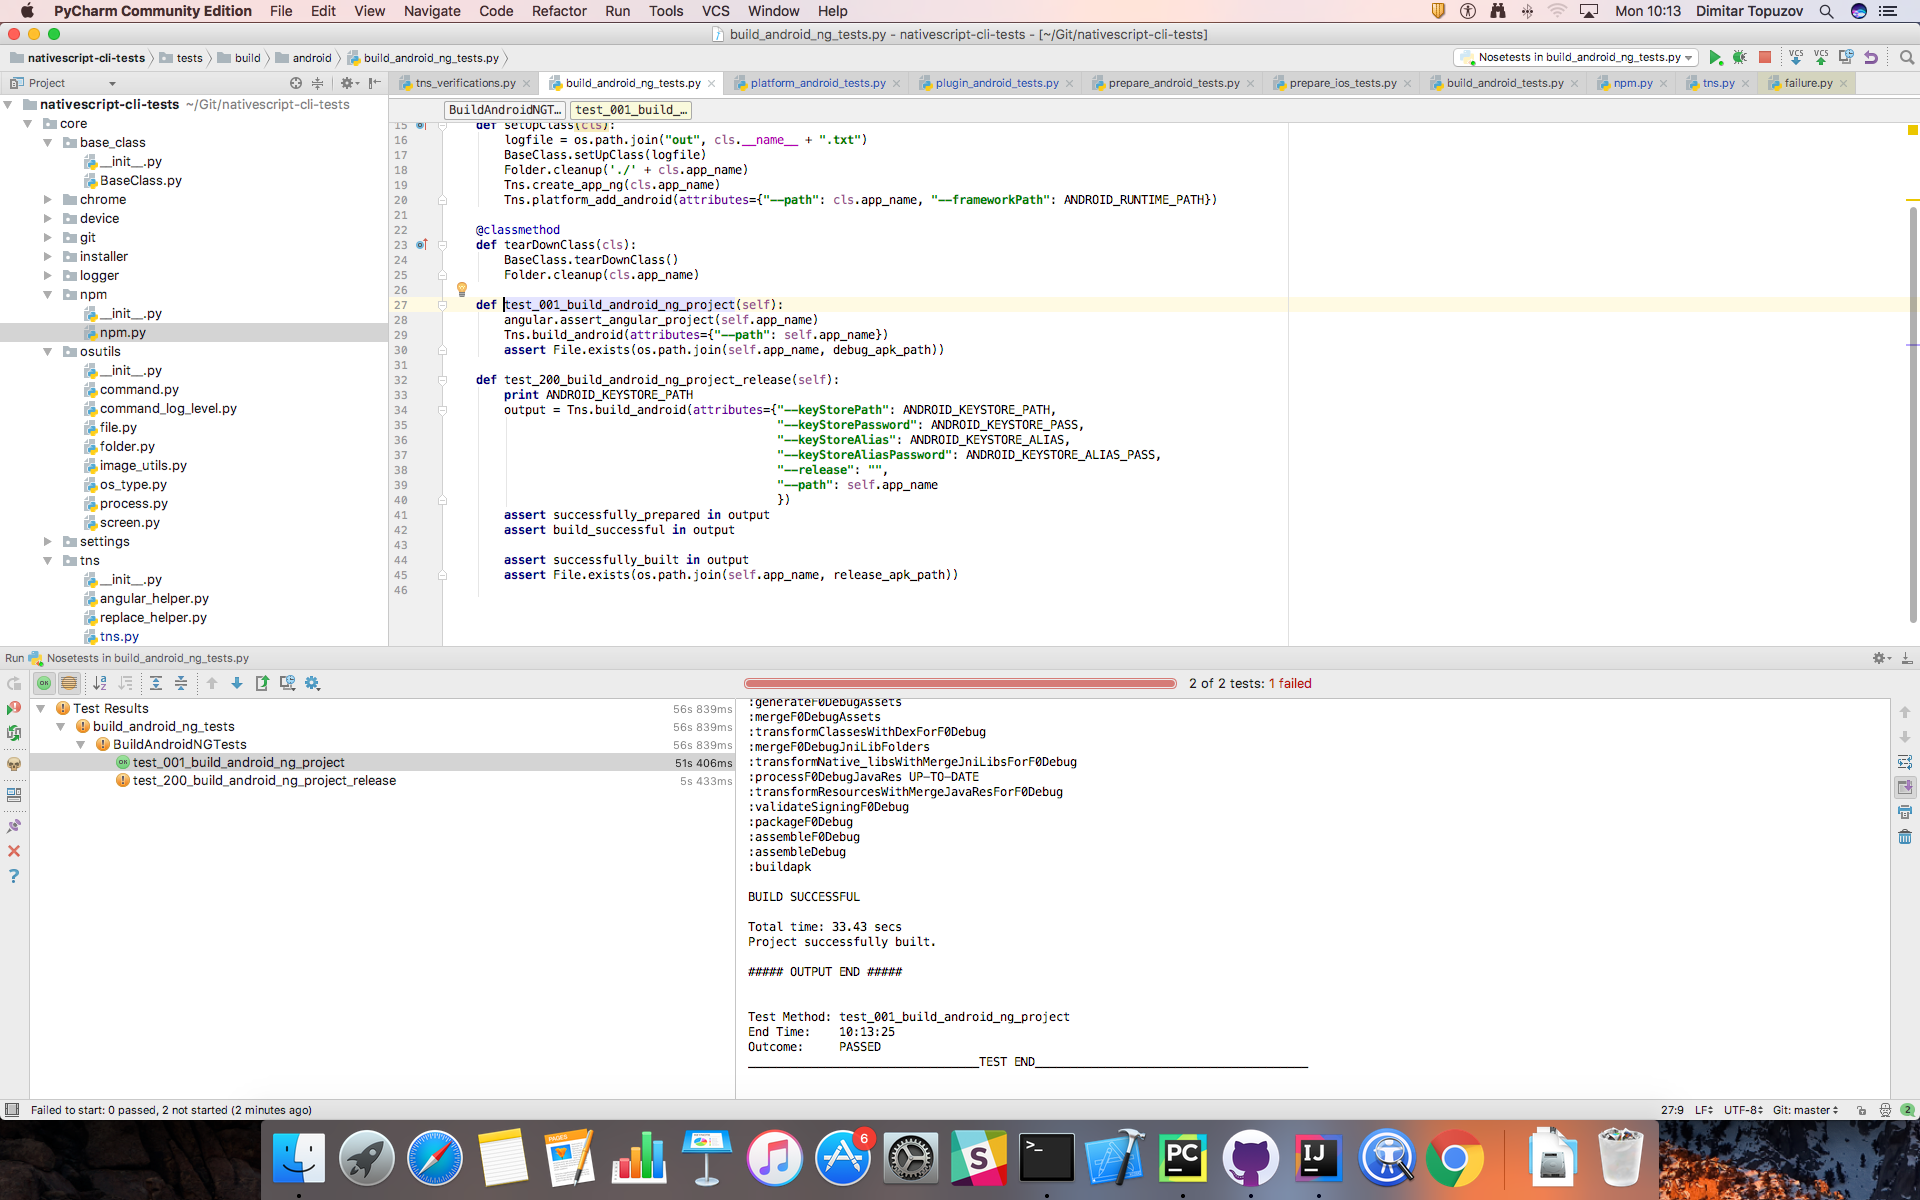 PyCharm Community Edition File Edit View Navigate Code Refactor Run Tools VCS Window Help Mon 10:13 Dimitar Topuzov
build_android_ng_tests.py - nativescript-cli-tests - [~/Git/nativescript-cli-tests]
nativescript-cli-tests tests build android build_android_ng_tests.py Nosetests in build_android_ng_tests.py VCS VCS
Project tns_verifications.py build_android_ng_tests.py platform_android_tests.py plugin_android_tests.py prepare_android_tests.py prepare_ios_tests.py build_android_tests.py npm.py tns.py failure.py
nativescript-cli-tests ~/Git/nativescript-cli-tests
core
base_class
__init__.py
BaseClass.py
chrome
device
git
installer
logger
npm
__init__.py
npm.py
osutils
__init__.py
command.py
command_log_level.py
file.py
folder.py
image_utils.py
os_type.py
process.py
screen.py
settings
tns
__init__.py
angular_helper.py
replace_helper.py
tns.py
BuildAndroidNGT... test_001_build_...
15 def setUpClass(cls):
16 logfile = os.path.join("out", cls.__name__ + ".txt")
17 BaseClass.setUpClass(logfile)
18 Folder.cleanup('./' + cls.app_name)
19 Tns.create_app_ng(cls.app_name)
20 Tns.platform_add_android(attributes={"--path": cls.app_name, "--frameworkPath": ANDROID_RUNTIME_PATH})
21
22 @classmethod
23 def tearDownClass(cls):
24 BaseClass.tearDownClass()
25 Folder.cleanup(cls.app_name)
26
27 def test_001_build_android_ng_project(self):
28 angular.assert_angular_project(self.app_name)
29 Tns.build_android(attributes={"--path": self.app_name})
30 assert File.exists(os.path.join(self.app_name, debug_apk_path))
31
32 def test_200_build_android_ng_project_release(self):
33 print ANDROID_KEYSTORE_PATH
34 output = Tns.build_android(attributes={"--keyStorePath": ANDROID_KEYSTORE_PATH,
35 "--keyStorePassword": ANDROID_KEYSTORE_PASS,
36 "--keyStoreAlias": ANDROID_KEYSTORE_ALIAS,
37 "--keyStoreAliasPassword": ANDROID_KEYSTORE_ALIAS_PASS,
38 "--release": "",
39 "--path": self.app_name
40 })
41 assert successfully_prepared in output
42 assert build_successful in output
43
44 assert successfully_built in output
45 assert File.exists(os.path.join(self.app_name, release_apk_path))
46
Run Nosetests in build_android_ng_tests.py
2 of 2 tests: 1 failed
Test Results 56s 839ms
build_android_ng_tests 56s 839ms
BuildAndroidNGTests 56s 839ms
OK test_001_build_android_ng_project 51s 406ms
test_200_build_android_ng_project_release 5s 433ms
:generateF0DebugAssets
:mergeF0DebugAssets
:transformClassesWithDexForF0Debug
:mergeF0DebugJniLibFolders
:transformNative_libsWithMergeJniLibsForF0Debug
:processF0DebugJavaRes UP-TO-DATE
:transformResourcesWithMergeJavaResForF0Debug
:validateSigningF0Debug
:packageF0Debug
:assembleF0Debug
:assembleDebug
:buildapk
BUILD SUCCESSFUL
Total time: 33.43 secs
Project successfully built.
##### OUTPUT END #####
Test Method: test_001_build_android_ng_project
End Time: 10:13:25
Outcome: PASSED
TEST END
Failed to start: 0 passed, 2 not started (2 minutes ago) 27:9 LF UTF-8 Git: master 2
PAGES 6 >_ PC IJ